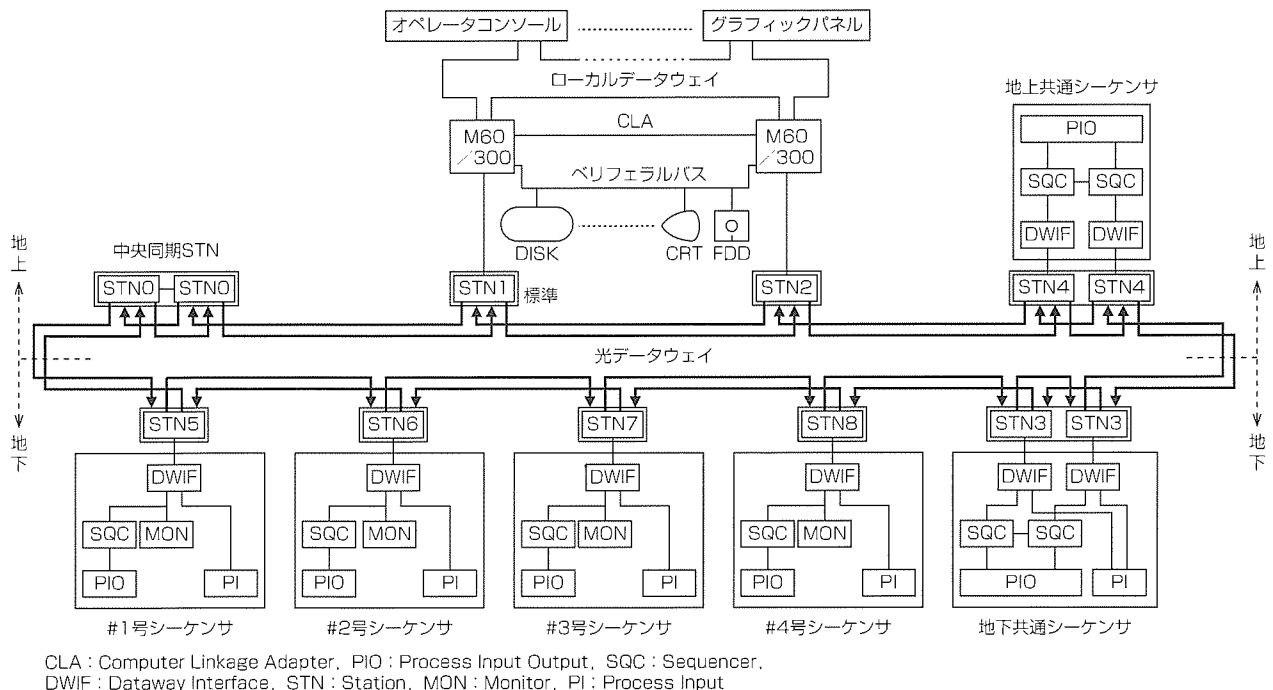 オペレータコンソール
グラフィックパネル
ローカルデータウェイ
CLA
M60
/300
M60
/300
ペリフェラルバス
DISK
CRT
FDD
地上共通シーケンサ
PIO
SQC
SQC
DWIF
DWIF
地上
地下
地上
地下
中央同期STN
STN0
STN0
STN1
標準
STN2
STN4
STN4
光データウェイ
STN5
STN6
STN7
STN8
STN3
STN3
DWIF
SQC
MON
PIO
PI
DWIF
SQC
MON
PIO
PI
DWIF
SQC
MON
PIO
PI
DWIF
SQC
MON
PIO
PI
DWIF
DWIF
SQC
SQC
PIO
PI
#1号シーケンサ
#2号シーケンサ
#3号シーケンサ
#4号シーケンサ
地下共通シーケンサ
CLA：Computer Linkage Adapter, PIO：Process Input Output, SQC：Sequencer,
DWIF：Dataway Interface, STN：Station, MON：Monitor, PI：Process Input